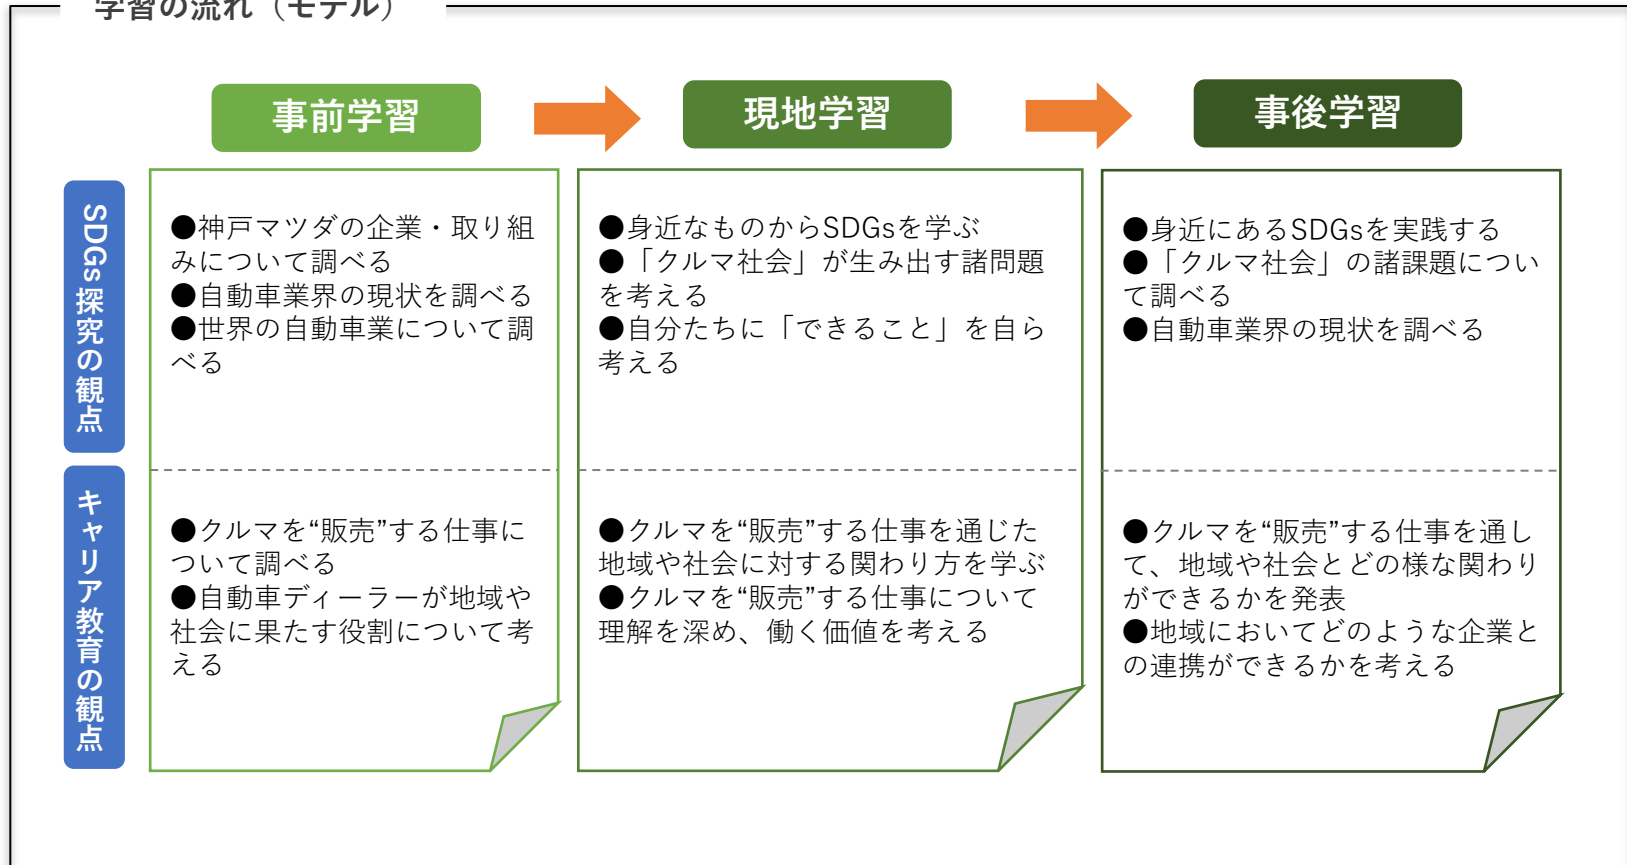 学習の流れ（モデル）
事前学習
現地学習
事後学習
SDGs探究の観点
●神戸マツダの企業・取り組
みについて調べる
●自動車業界の現状を調べる
●世界の自動車業について調
べる
●身近なものからSDGsを学ぶ
●「クルマ社会」が生み出す諸問題
を考える
●自分たちに「できること」を自ら
考える
●身近にあるSDGsを実践する
●「クルマ社会」の諸課題につい
て調べる
●自動車業界の現状を調べる
キャリア教育の観点
●クルマを“販売”する仕事に
ついて調べる
●自動車ディーラーが地域や
社会に果たす役割について考
える
●クルマを“販売”する仕事を通じた
地域や社会に対する関わり方を学ぶ
●クルマを“販売”する仕事について
理解を深め、働く価値を考える
●クルマを“販売”する仕事を通し
て、地域や社会とどの様な関わり
ができるかを発表
●地域においてどのような企業と
の連携ができるかを考える